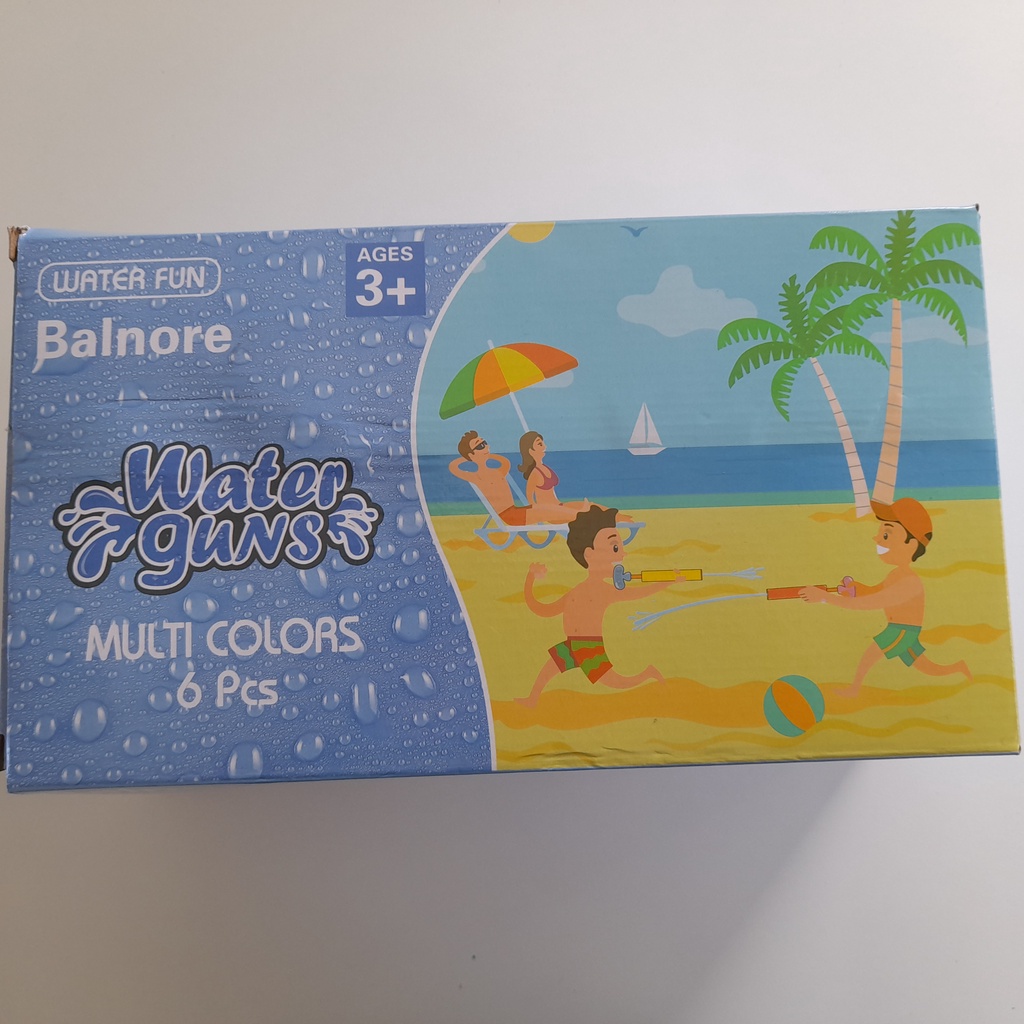 WATER FUN
AGES
3+
Balnore
Water
guns
MULTI COLORS
6 Pcs